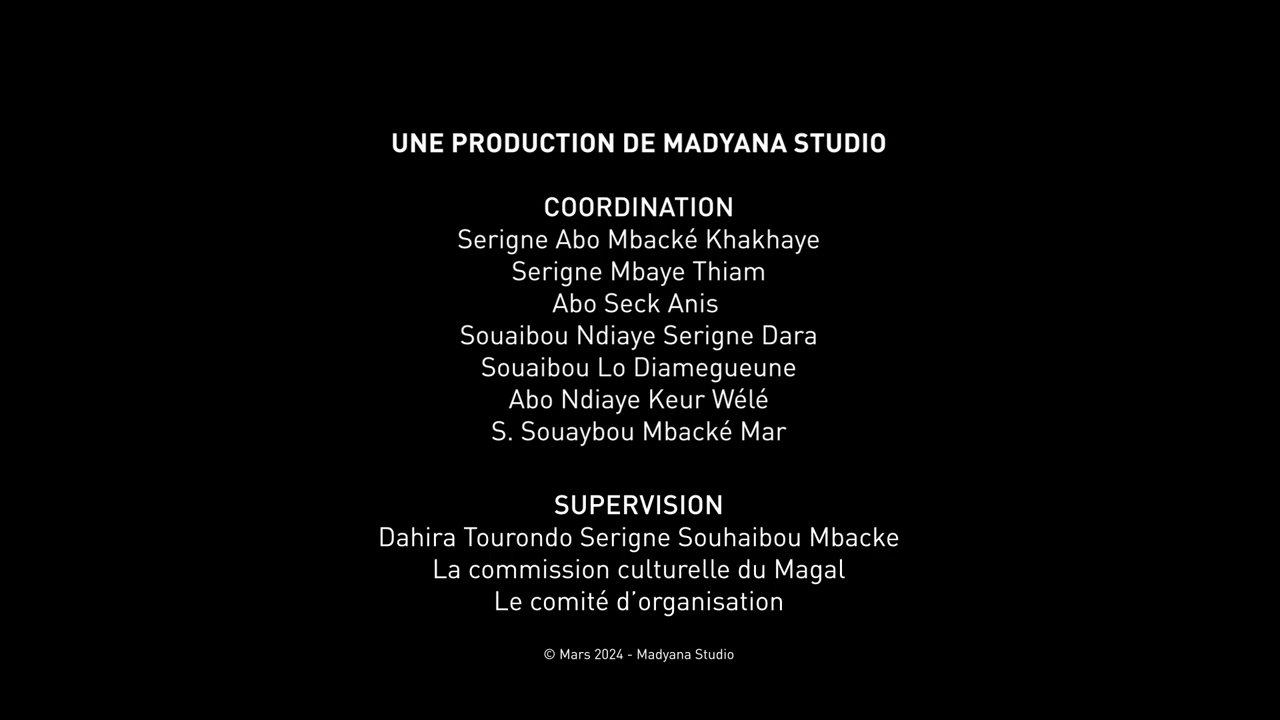 UNE PRODUCTION DE MADYANA STUDIO
COORDINATION
Serigne Abo Mbacké Khakhaye
Serigne Mbaye Thiam
Abo Seck Anis
Souaibou Ndiaye Serigne Dara
Souaibou Lo Diamegueune
Abo Ndiaye Keur Wélé
S. Souaybou Mbacké Mar
SUPERVISION
Dahira Tourondo Serigne Souhaibou Mbacke
La commission culturelle du Magal
Le comité d’organisation
© Mars 2024 - Madyana Studio